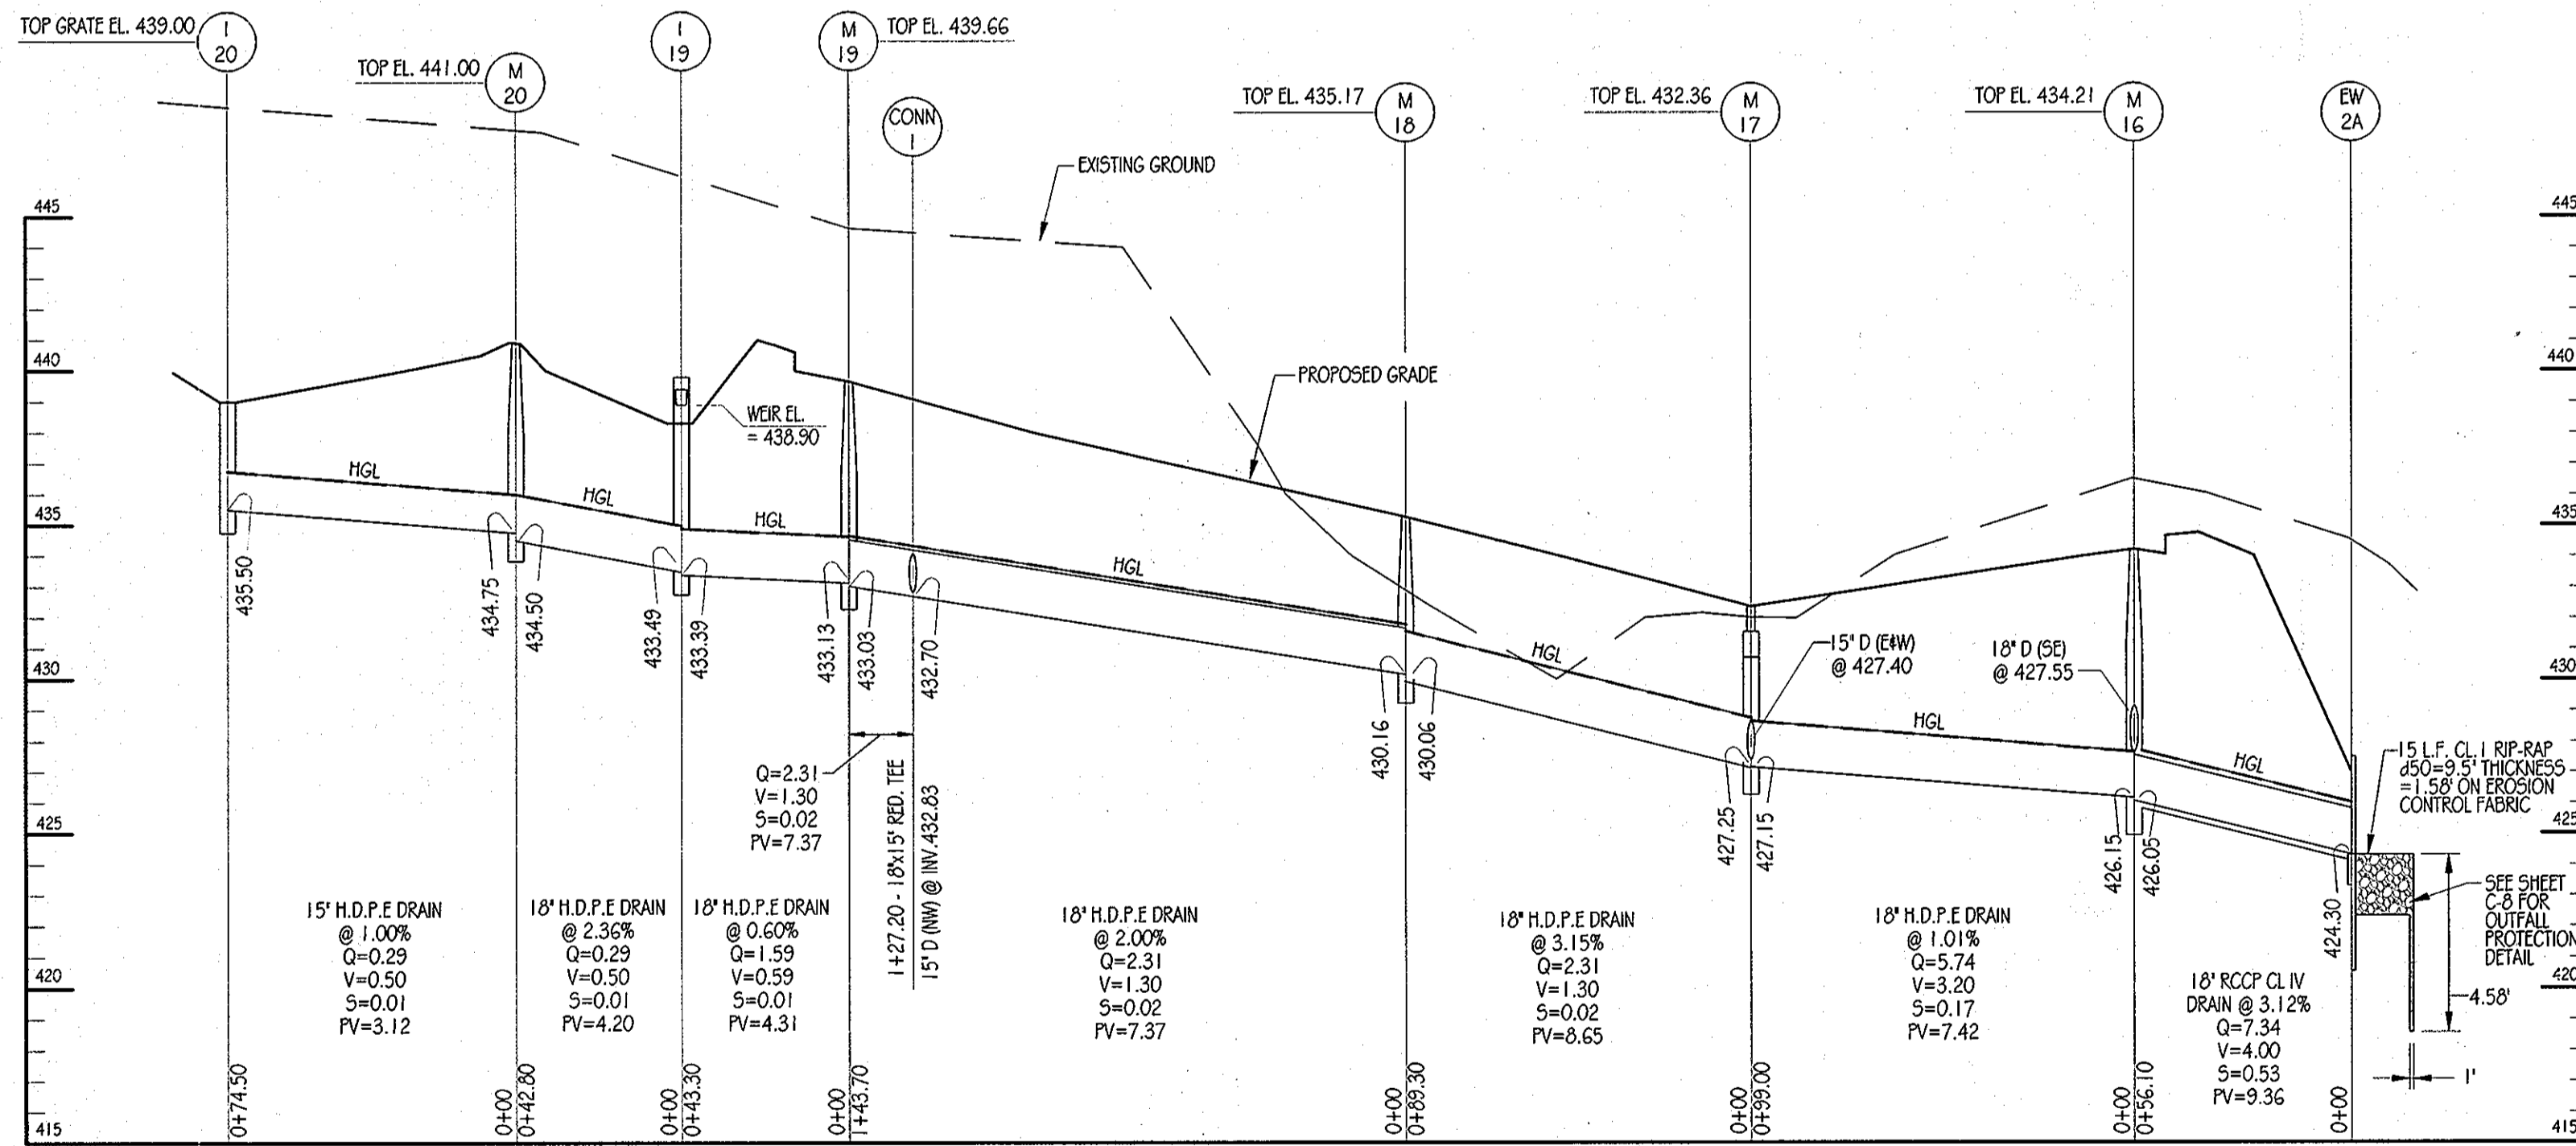 TOP GRATE EL. 439.00
I
20
TOP EL. 441.00
M
20
I
19
M
19
TOP EL. 439.66
CONN
1
TOP EL. 435.17
M
18
TOP EL. 432.36
M
17
TOP EL. 434.21
M
16
EW
2A
EXISTING GROUND
PROPOSED GRADE
445
440
435
430
425
420
415
445
440
435
430
425
420
415
WEIR EL.
= 438.90
HGL
HGL
HGL
HGL
HGL
HGL
HGL
435.50
434.75
434.50
433.49
433.39
433.13
433.03
432.70
430.16
430.06
427.25
427.15
426.15
426.05
424.30
15" D (E&W)
@ 427.40
18" D (SE)
@ 427.55
Q=2.31
V=1.30
S=0.02
PV=7.37
1+27.20 - 18"x15" RED. TEE
15" D (NW) @ INV.432.83
15 L.F. CL. I RIP-RAP
d50=9.5" THICKNESS
=1.58' ON EROSION
CONTROL FABRIC
SEE SHEET
C-8 FOR
OUTFALL
PROTECTION
DETAIL
4.58'
1'
15" H.D.P.E DRAIN
@ 1.00%
Q=0.29
V=0.50
S=0.01
PV=3.12
18" H.D.P.E DRAIN
@ 2.36%
Q=0.29
V=0.50
S=0.01
PV=4.20
18" H.D.P.E DRAIN
@ 0.60%
Q=1.59
V=0.59
S=0.01
PV=4.31
18" H.D.P.E DRAIN
@ 2.00%
Q=2.31
V=1.30
S=0.02
PV=7.37
18" H.D.P.E DRAIN
@ 3.15%
Q=2.31
V=1.30
S=0.02
PV=8.65
18" H.D.P.E DRAIN
@ 1.01%
Q=5.74
V=3.20
S=0.17
PV=7.42
18" RCCP CL IV
DRAIN @ 3.12%
Q=7.34
V=4.00
S=0.53
PV=9.36
0+74.50
0+00
0+42.80
0+00
0+43.30
0+00
1+43.70
0+00
0+89.30
0+00
0+99.00
0+00
0+56.10
0+00